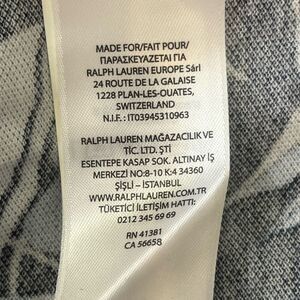 MADE FOR/FAIT POUR/
ΠΑΡΑΣΚΕΥΑΖΕΤΑΙ ΓΙΑ
RALPH LAUREN EUROPE Sárl
24 ROUTE DE LA GALAISE
1228 PLAN-LES-OUATES,
SWITZERLAND
N.I.F.: IT03945310963
RALPH LAUREN MAĞAZACILIK VE
TİC. LTD. ŞTİ
ESENTEPE KASAP SOK. ALTINAY İŞ
MERKEZİ NO:8-10 K:4 34360
ŞİŞLİ – İSTANBUL
WWW.RALPHLAUREN.COM.TR
TÜKETİCİ İLETİŞİM HATTI:
0212 345 69 69
RN 41381
CA 56658